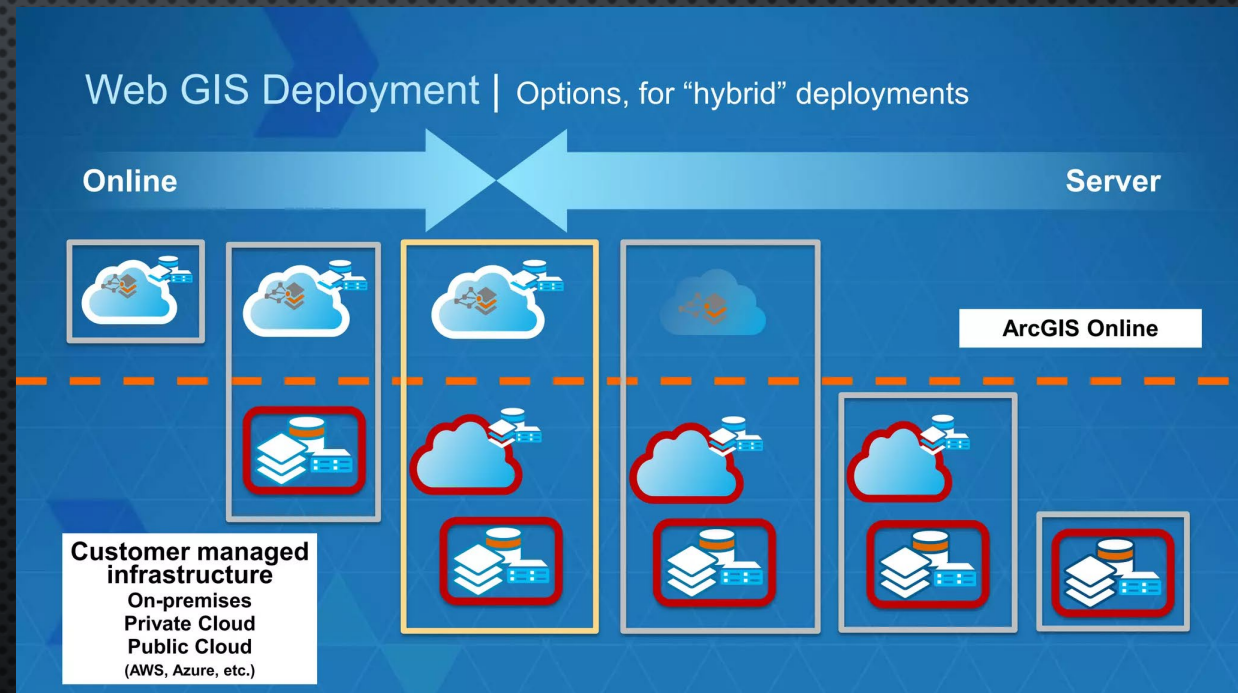 Web GIS Deployment | Options, for “hybrid” deployments
Online
Server
ArcGIS Online
Customer managed
infrastructure
On-premises
Private Cloud
Public Cloud
(AWS, Azure, etc.)